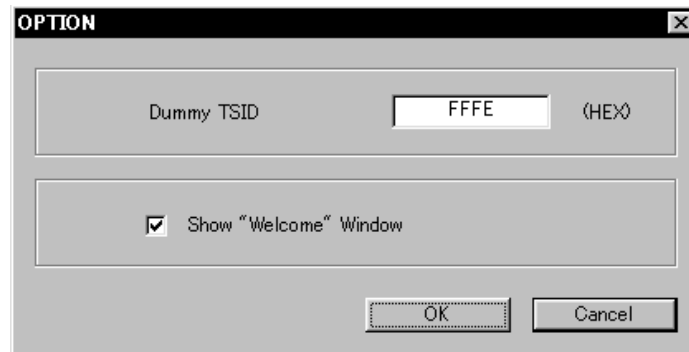 OPTION
Dummy TSID FFFE (HEX)
Show "Welcome" Window
OK Cancel